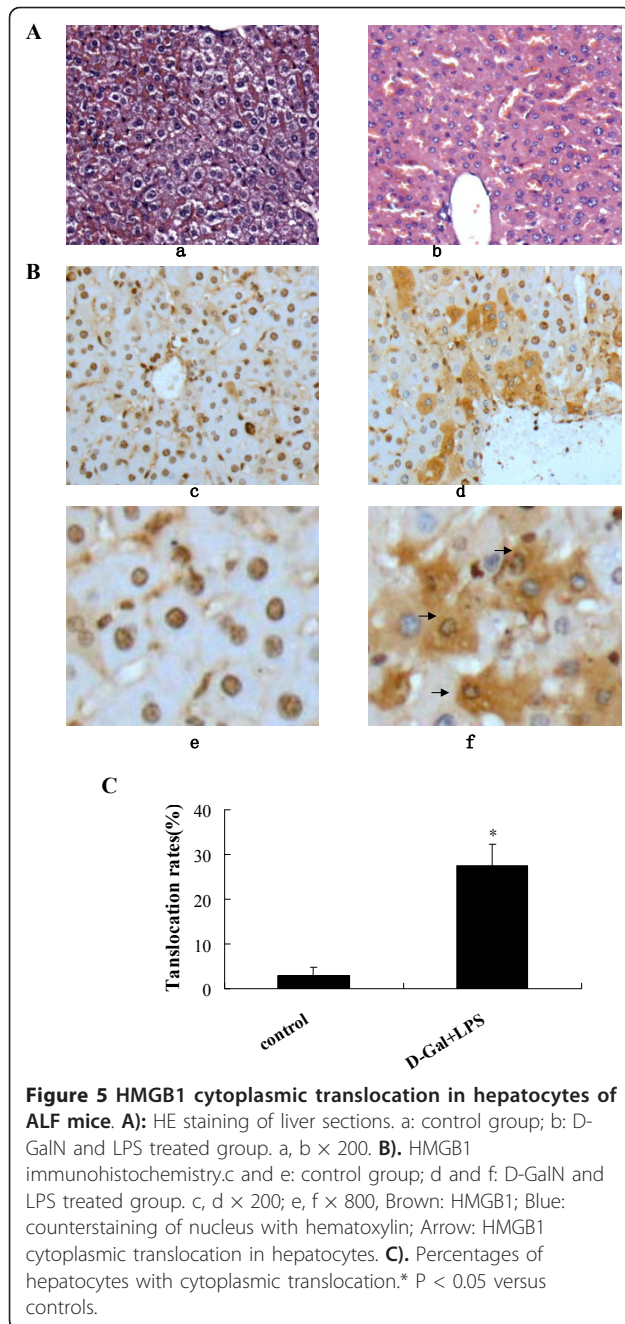 A
a
b
B
c
d
e
f
C
Tanslocation rates(%)
40
30
20
10
0
*
control
D-Gal+LPS
Figure 5 HMGB1 cytoplasmic translocation in hepatocytes of
ALF mice. A): HE staining of liver sections. a: control group; b: D-
GalN and LPS treated group. a, b × 200. B). HMGB1
immunohistochemistry.c and e: control group; d and f: D-GalN and
LPS treated group. c, d × 200; e, f × 800, Brown: HMGB1; Blue:
counterstaining of nucleus with hematoxylin; Arrow: HMGB1
cytoplasmic translocation in hepatocytes. C). Percentages of
hepatocytes with cytoplasmic translocation.* P < 0.05 versus
controls.